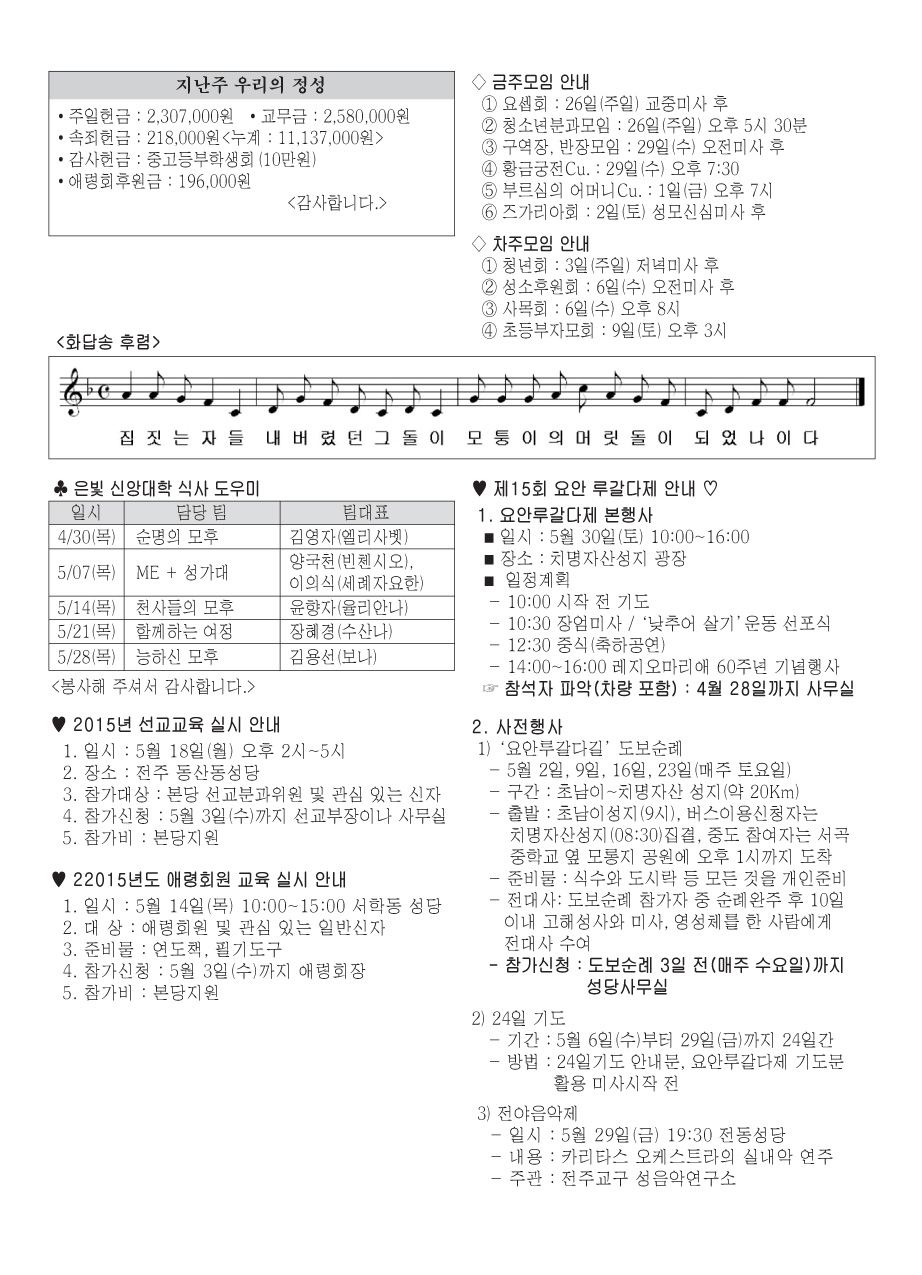 지난주 우리의 정성
• 주일헌금 : 2,307,000원 • 교무금 : 2,580,000원
• 속죄헌금 : 218,000원<누계 : 11,137,000원>
• 감사헌금 : 중고등부학생회(10만원)
• 애령회후원금 : 196,000원
<감사합니다.>
◇ 금주모임 안내
① 요셉회 : 26일(주일) 교중미사 후
② 청소년분과모임 : 26일(주일) 오후 5시 30분
③ 구역장, 반장모임 : 29일(수) 오전미사 후
④ 황금궁전Cu. : 29일(수) 오후 7:30
⑤ 부르심의 어머니Cu. : 1일(금) 오후 7시
⑥ 즈가리아회 : 2일(토) 성모신심미사 후
◇ 차주모임 안내
① 청년회 : 3일(주일) 저녁미사 후
② 성소후원회 : 6일(수) 오전미사 후
③ 사목회 : 6일(수) 오후 8시
④ 초등부자모회 : 9일(토) 오후 3시
<화답송 후렴>
집 짓 는 자 들 내 버 렸 던 그 돌 이 모 퉁 이 의 머 릿 돌 이 되 었 나 이 다
♣ 은빛 신앙대학 식사 도우미
일시 담당 팀 팀대표
4/30(목) 순명의 모후 김영자(엘리사벳)
5/07(목) ME + 성가대 양국천(빈첸시오),
이의식(세례자요한)
5/14(목) 천사들의 모후 윤향자(율리안나)
5/21(목) 함께하는 여정 장혜경(수산나)
5/28(목) 능하신 모후 김용선(보나)
<봉사해 주셔서 감사합니다.>
♥ 2015년 선교교육 실시 안내
1. 일시 : 5월 18일(월) 오후 2시~5시
2. 장소 : 전주 동산동성당
3. 참가대상 : 본당 선교분과위원 및 관심 있는 신자
4. 참가신청 : 5월 3일(수)까지 선교부장이나 사무실
5. 참가비 : 본당지원
♥ 22015년도 애령회원 교육 실시 안내
1. 일시 : 5월 14일(목) 10:00~15:00 서학동 성당
2. 대 상 : 애령회원 및 관심 있는 일반신자
3. 준비물 : 연도책, 필기도구
4. 참가신청 : 5월 3일(수)까지 애령회장
5. 참가비 : 본당지원
♥ 제15회 요안 루갈다제 안내 ♡
1. 요안루갈다제 본행사
■ 일시 : 5월 30일(토) 10:00~16:00
■ 장소 : 치명자산성지 광장
■ 일정계획
- 10:00 시작 전 기도
- 10:30 장엄미사 / ‘낮추어 살기’운동 선포식
- 12:30 중식(축하공연)
- 14:00~16:00 레지오마리애 60주년 기념행사
☞ 참석자 파악(차량 포함) : 4월 28일까지 사무실
2. 사전행사
1) ‘요안루갈다길’ 도보순례
- 5월 2일, 9일, 16일, 23일(매주 토요일)
- 구간 : 초남이~치명자산 성지(약 20Km)
- 출발 : 초남이성지(9시), 버스이용신청자는
치명자산성지(08:30)집결, 중도 참여자는 서곡
중학교 옆 모롱지 공원에 오후 1시까지 도착
- 준비물 : 식수와 도시락 등 모든 것을 개인준비
- 전대사: 도보순례 참가자 중 순례완주 후 10일
이내 고해성사와 미사, 영성체를 한 사람에게
전대사 수여
- 참가신청 : 도보순례 3일 전(매주 수요일)까지
성당사무실
2) 24일 기도
- 기간 : 5월 6일(수)부터 29일(금)까지 24일간
- 방법 : 24일기도 안내문, 요안루갈다제 기도문
활용 미사시작 전
3) 전야음악제
- 일시 : 5월 29일(금) 19:30 전동성당
- 내용 : 카리타스 오케스트라의 실내악 연주
- 주관 : 전주교구 성음악연구소